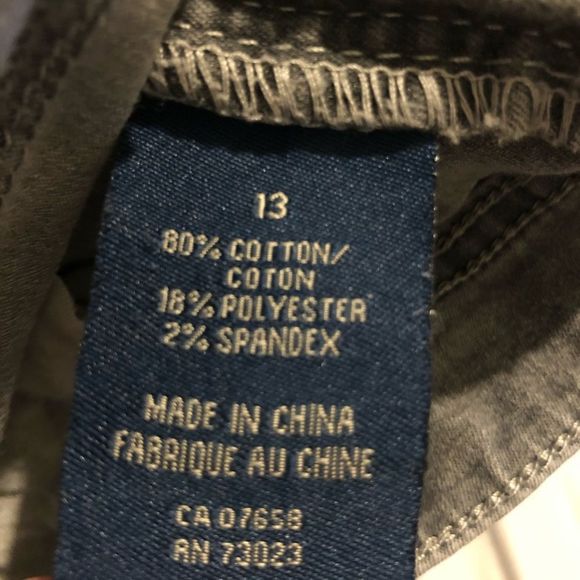 13
80% COTTON/
COTON
18% POLYESTER
2% SPANDEX
MADE IN CHINA
FABRIQUE AU CHINE
CA 07658
RN 73023